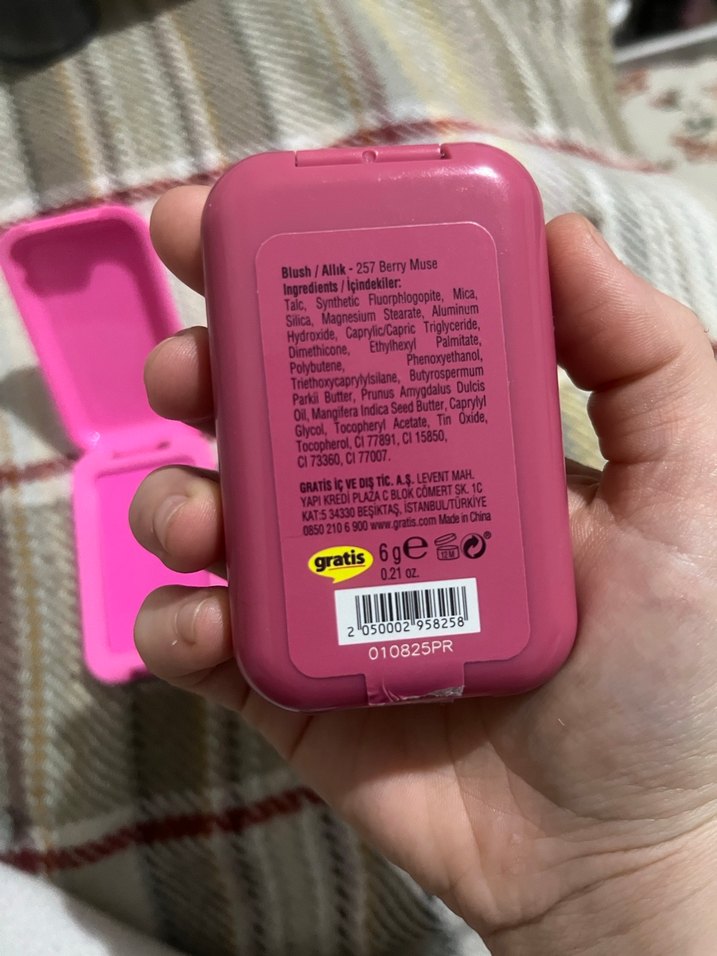 Blush / Allık - 257 Berry Muse
Ingredients / İçindekiler:
Talc, Synthetic Fluorphlogopite, Mica,
Silica, Magnesium Stearate, Aluminum
Hydroxide, Caprylic/Capric Triglyceride,
Dimethicone, Ethylhexyl Palmitate,
Polybutene, Phenoxyethanol,
Triethoxycaprylylsilane, Butyrospermum
Parkii Butter, Prunus Amygdalus Dulcis
Oil, Mangifera Indica Seed Butter, Caprylyl
Glycol, Tocopheryl Acetate, Tin Oxide,
Tocopherol, CI 77891, CI 15850,
CI 73360, CI 77007.
GRATİS İÇ VE DIŞ TİC. A.Ş. LEVENT MAH.
YAPI KREDİ PLAZA C BLOK CÖMERT SK. 1C
KAT:5 34330 BEŞİKTAŞ, İSTANBUL/TÜRKİYE
0850 210 6 900 www.gratis.com Made in China
gratis 6 g e 12M
0.21 oz.
2 050002 958258
010825PR